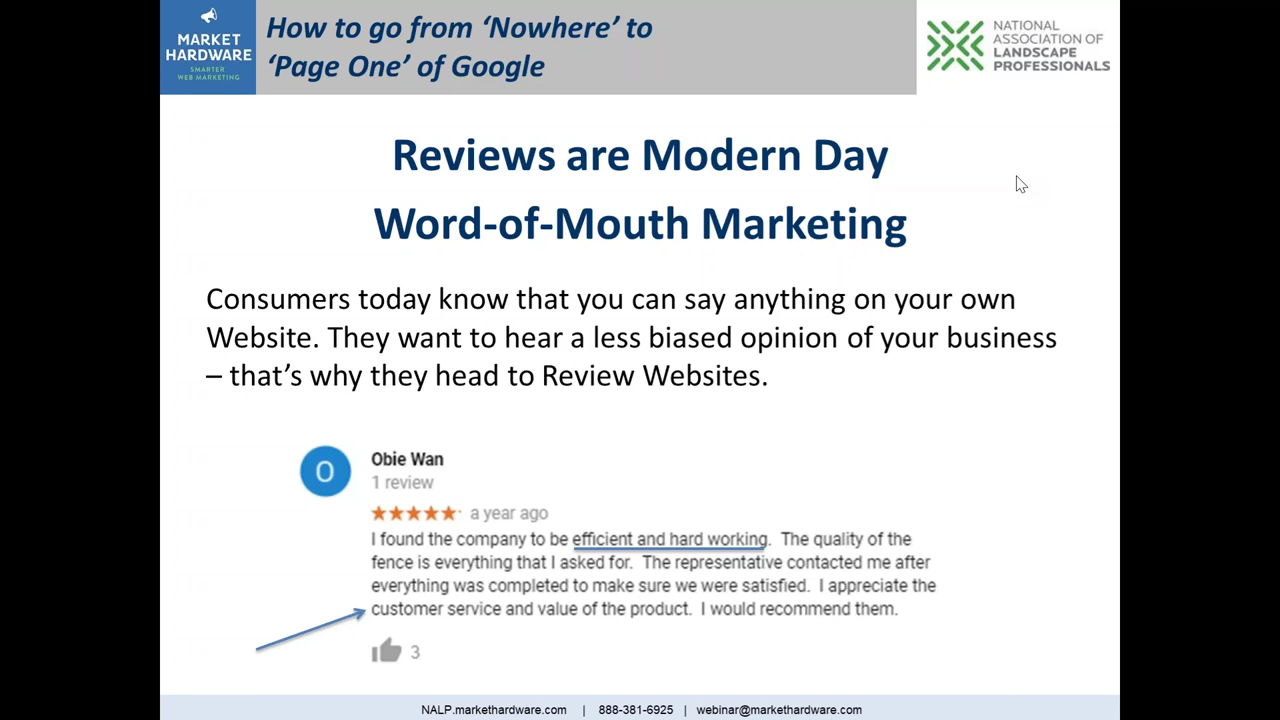 MARKET
HARDWARE
SMARTER
WEB MARKETING
How to go from ‘Nowhere’ to
‘Page One’ of Google
NATIONAL
ASSOCIATION OF
LANDSCAPE
PROFESSIONALS
Reviews are Modern Day
Word-of-Mouth Marketing
Consumers today know that you can say anything on your own
Website. They want to hear a less biased opinion of your business
– that’s why they head to Review Websites.
O
Obie Wan
1 review
a year ago
I found the company to be efficient and hard working. The quality of the
fence is everything that I asked for. The representative contacted me after
everything was completed to make sure we were satisfied. I appreciate the
customer service and value of the product. I would recommend them.
3
NALP.markethardware.com | 888-381-6925 | webinar@markethardware.com